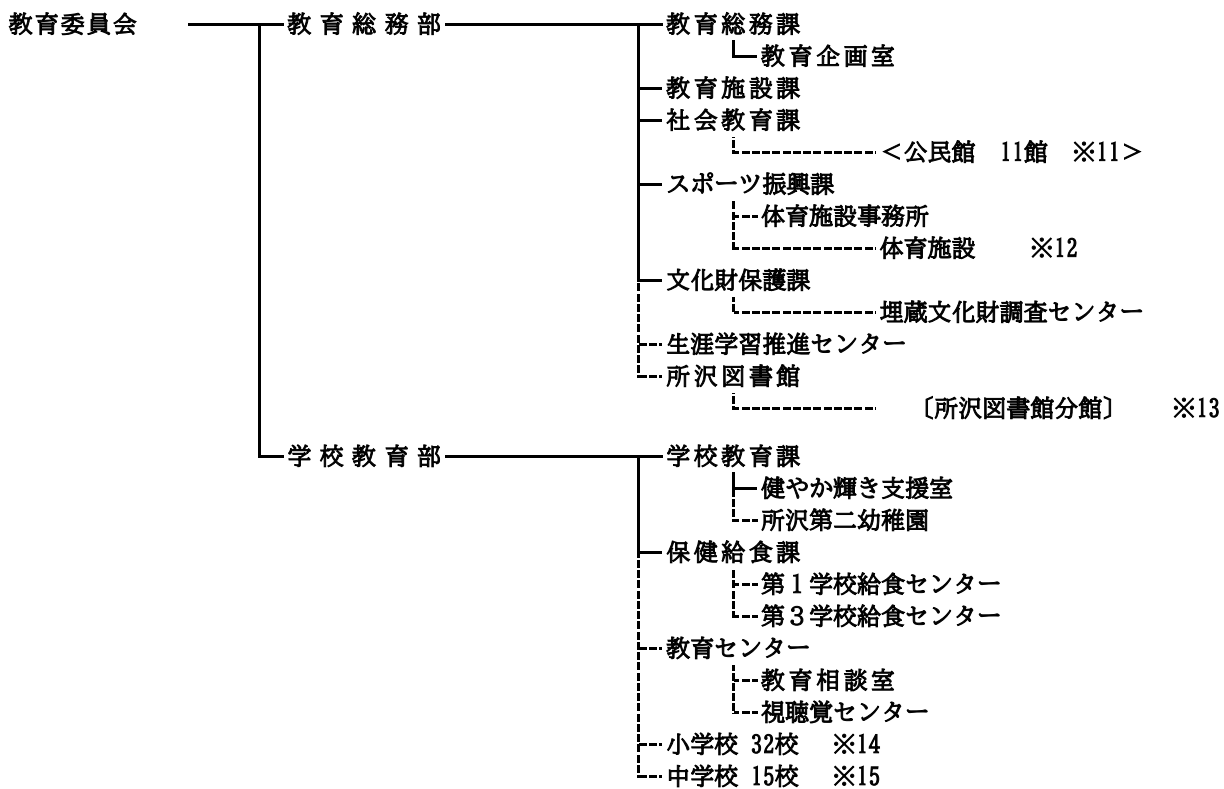 教育委員会 教育総務部 教育総務課
教育企画室
教育施設課
社会教育課
＜公民館 11館 ※11＞
スポーツ振興課
体育施設事務所
体育施設 ※12
文化財保護課
埋蔵文化財調査センター
生涯学習推進センター
所沢図書館
〔所沢図書館分館〕 ※13
学校教育部 学校教育課
健やか輝き支援室
所沢第二幼稚園
保健給食課
第１学校給食センター
第３学校給食センター
教育センター
教育相談室
視聴覚センター
小学校 32校 ※14
中学校 15校 ※15